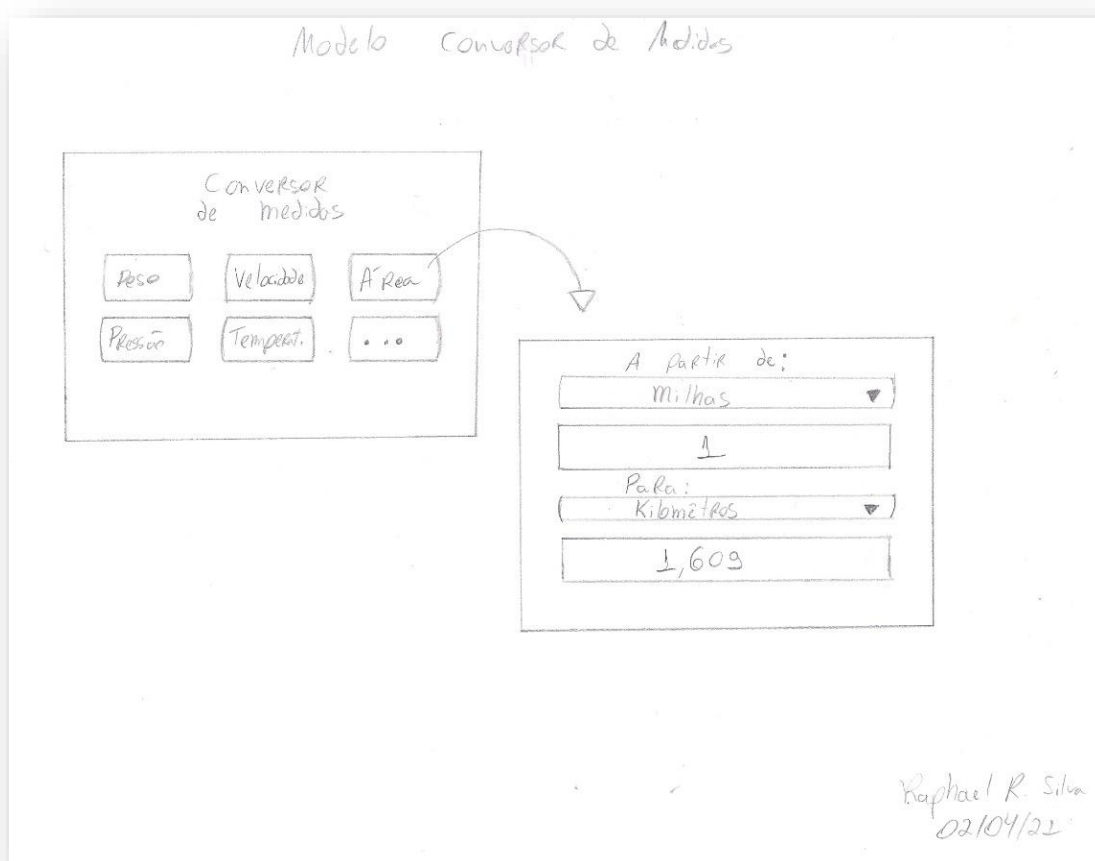 Modelo Conversor de Medidas
Conversor
de medidas
Peso
Velocidade
Área
Pressão
Temperat.
...
A partir de:
Milhas
1
Para:
Kilomêtros
1,609
Raphael R. Silva
02/04/21